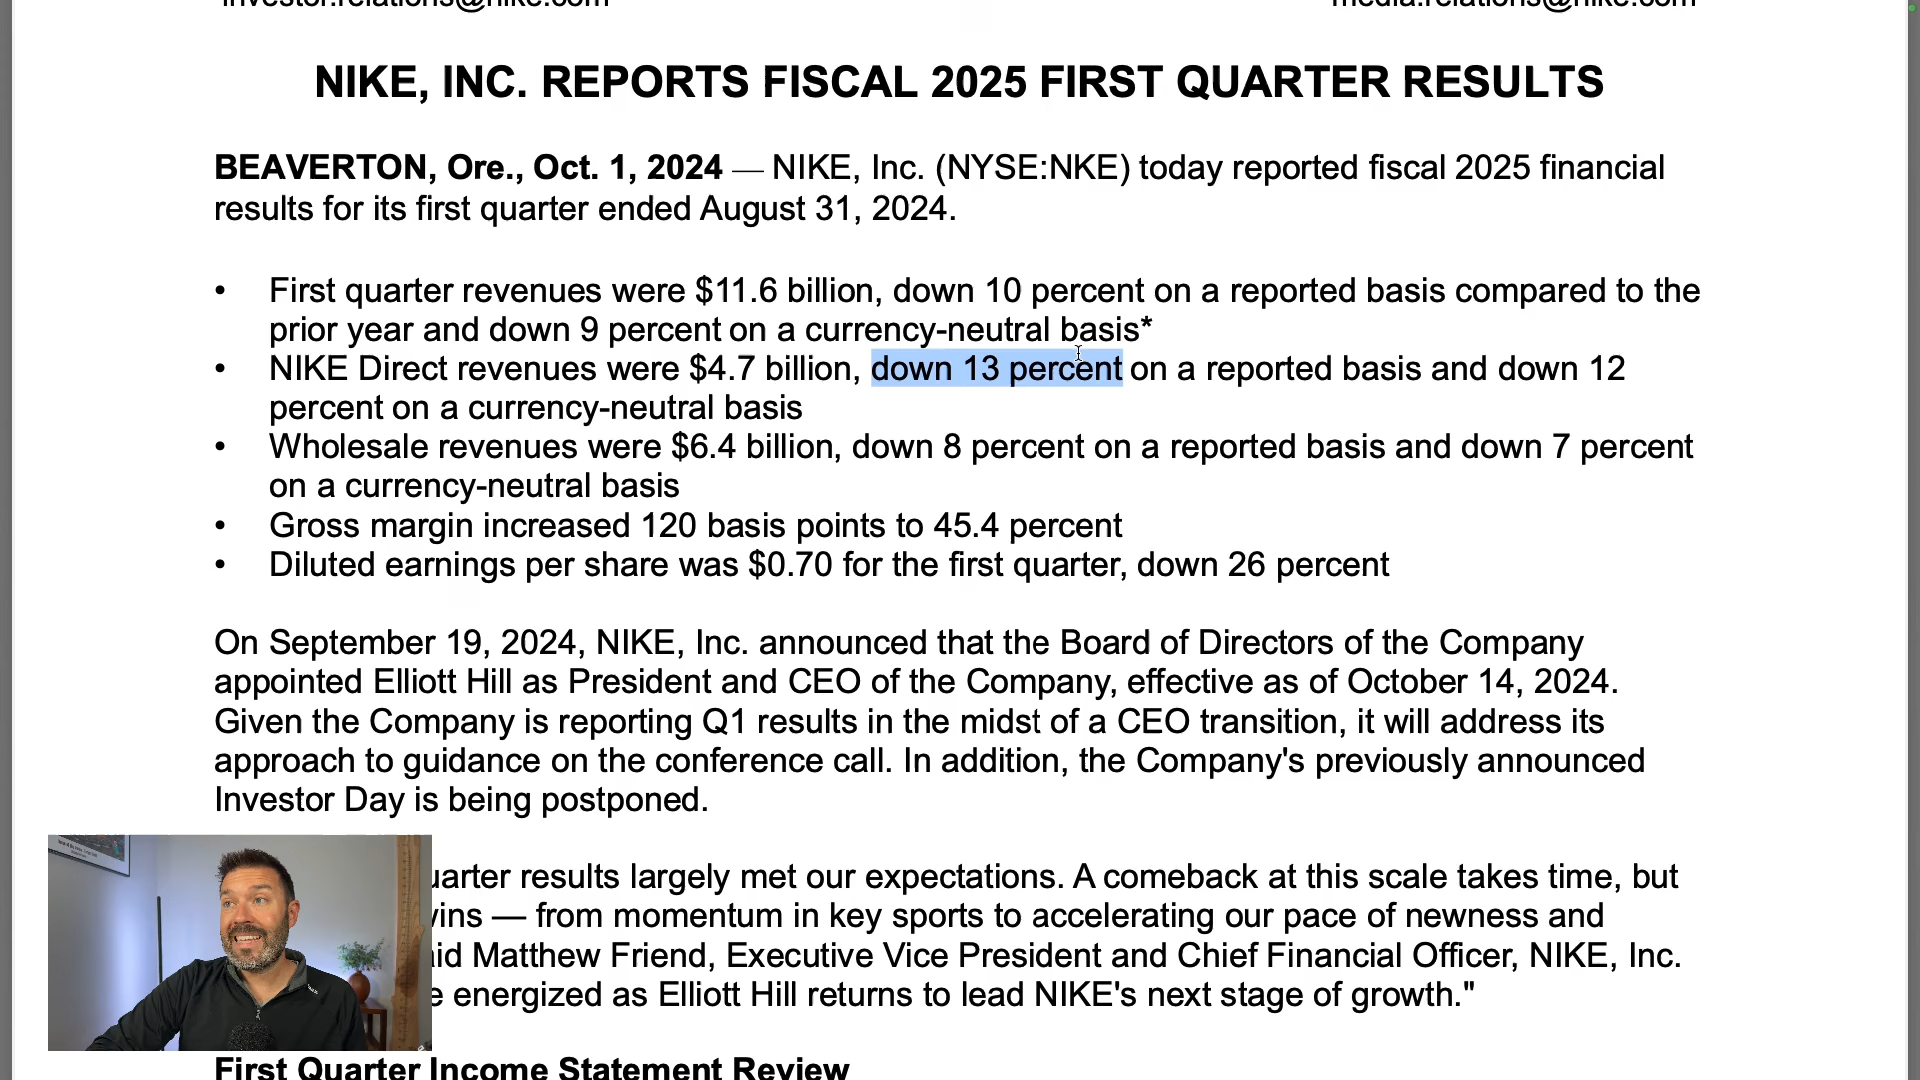 investor.relations@nike.com media.relations@nike.com
NIKE, INC. REPORTS FISCAL 2025 FIRST QUARTER RESULTS
BEAVERTON, Ore., Oct. 1, 2024 — NIKE, Inc. (NYSE:NKE) today reported fiscal 2025 financial
results for its first quarter ended August 31, 2024.
• First quarter revenues were $11.6 billion, down 10 percent on a reported basis compared to the
prior year and down 9 percent on a currency-neutral basis*
• NIKE Direct revenues were $4.7 billion, down 13 percent on a reported basis and down 12
percent on a currency-neutral basis
• Wholesale revenues were $6.4 billion, down 8 percent on a reported basis and down 7 percent
on a currency-neutral basis
• Gross margin increased 120 basis points to 45.4 percent
• Diluted earnings per share was $0.70 for the first quarter, down 26 percent
On September 19, 2024, NIKE, Inc. announced that the Board of Directors of the Company
appointed Elliott Hill as President and CEO of the Company, effective as of October 14, 2024.
Given the Company is reporting Q1 results in the midst of a CEO transition, it will address its
approach to guidance on the conference call. In addition, the Company's previously announced
Investor Day is being postponed.
uarter results largely met our expectations. A comeback at this scale takes time, but
vins — from momentum in key sports to accelerating our pace of newness and
aid Matthew Friend, Executive Vice President and Chief Financial Officer, NIKE, Inc.
e energized as Elliott Hill returns to lead NIKE's next stage of growth."
First Quarter Income Statement Review